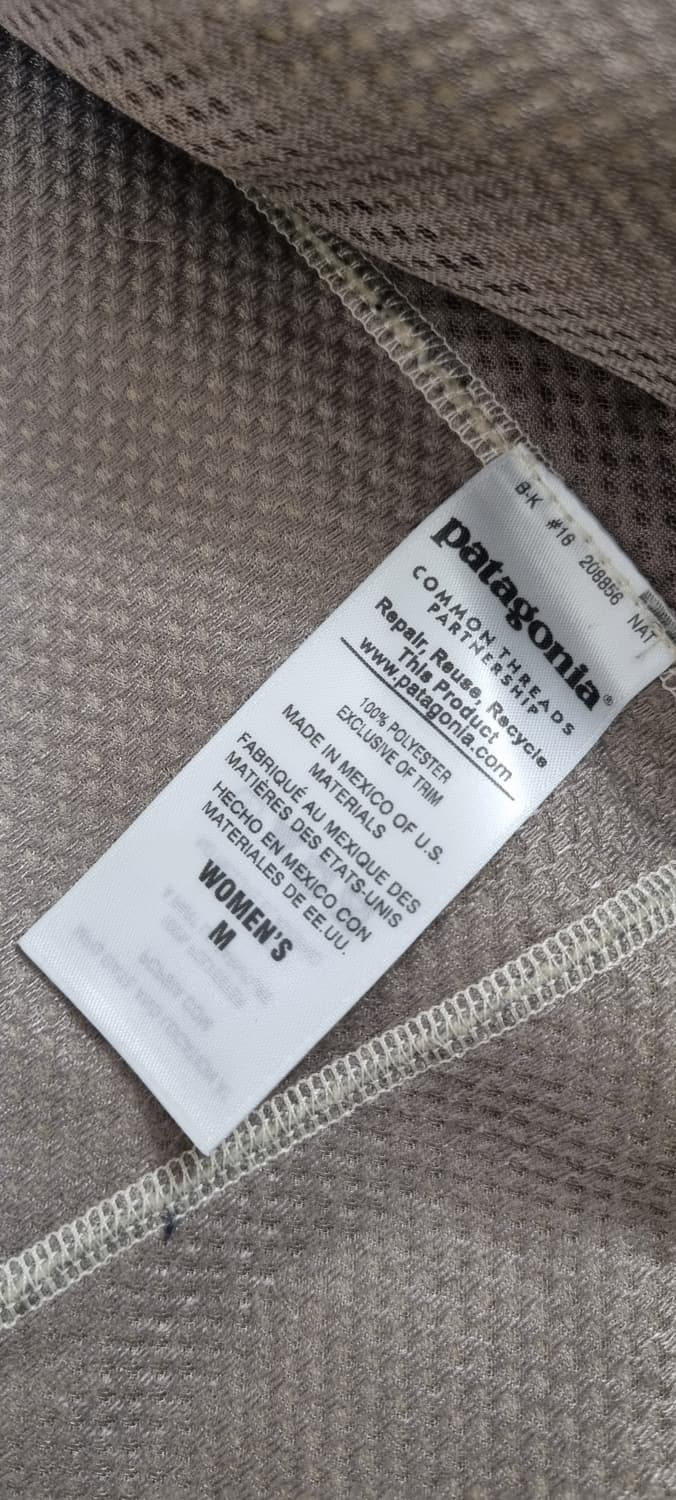 B-K #16 208856 NAT
patagonia®
COMMON THREADS
PARTNERSHIP
Repair, Reuse, Recycle
This Product
www.patagonia.com
100% POLYESTER
EXCLUSIVE OF TRIM
MADE IN MEXICO OF U.S.
MATERIALS
FABRIQUÉ AU MEXIQUE DES
MATIÈRES DES ETATS-UNIS
HECHO EN MEXICO CON
MATERIALES DE EE.UU.
WOMEN'S
M